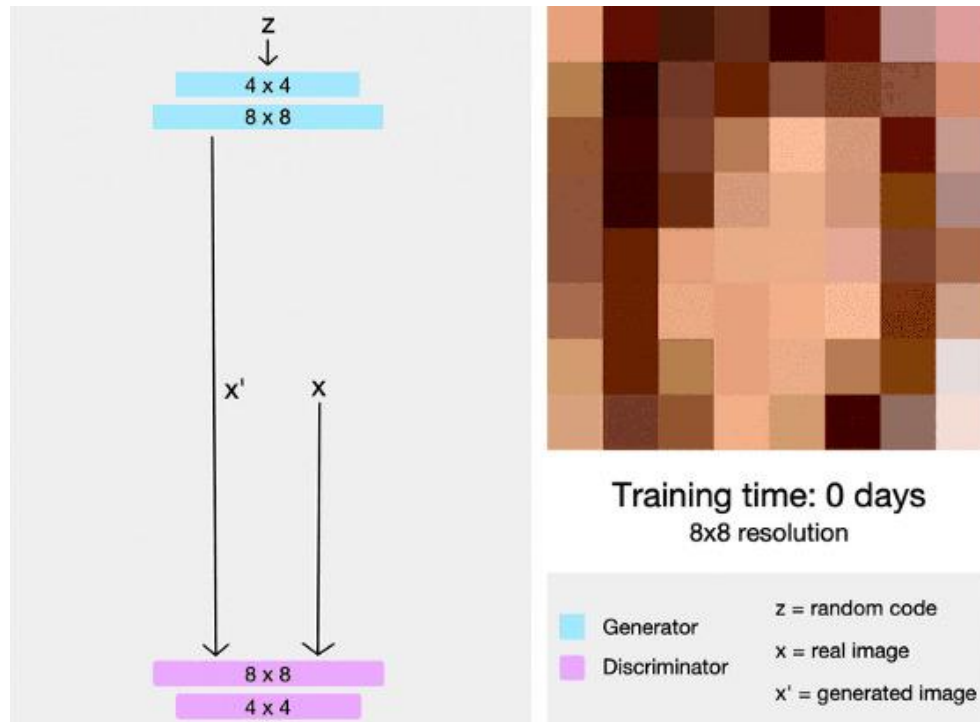 z
4 x 4
8 x 8
x'
x
8 x 8
4 x 4
Training time: 0 days
8x8 resolution
Generator
Discriminator
z = random code
x = real image
x' = generated image